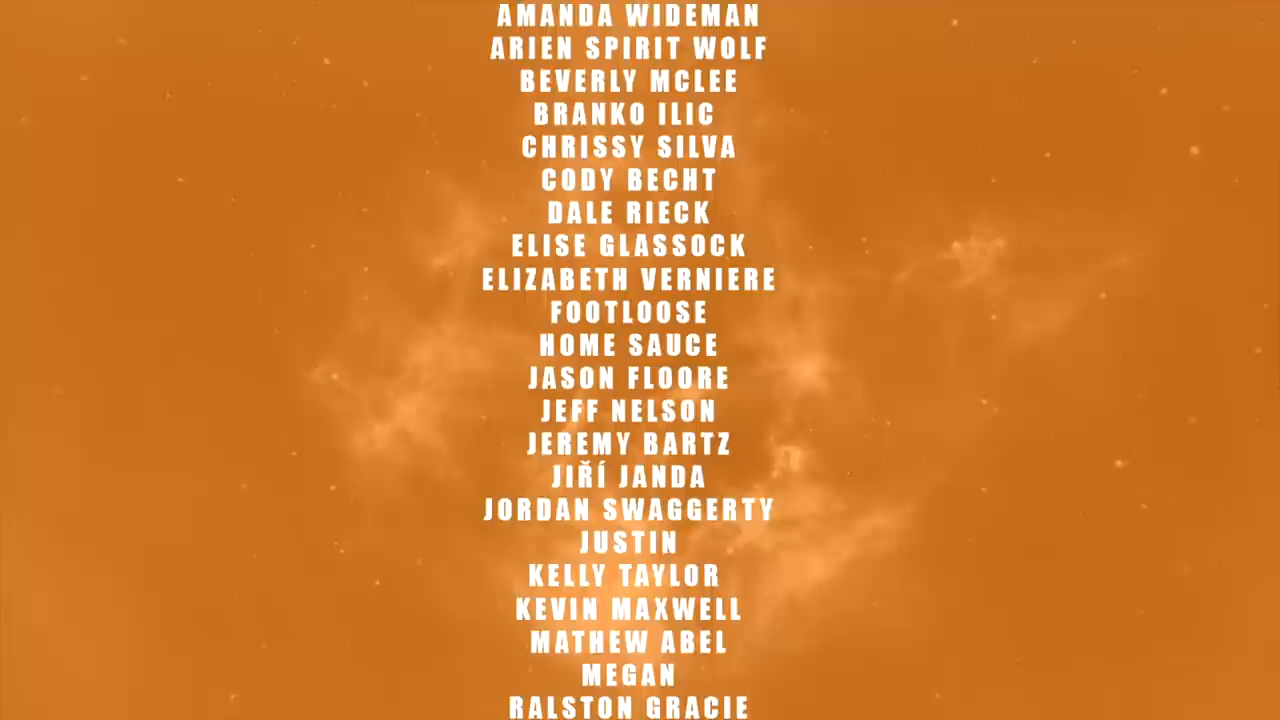 AMANDA WIDEMAN
ARIEN SPIRIT WOLF
BEVERLY MCLEE
BRANKO ILIC
CHRISSY SILVA
CODY BECHT
DALE RIECK
ELISE GLASSOCK
ELIZABETH VERNIERE
FOOTLOOSE
HOME SAUCE
JASON FLOORE
JEFF NELSON
JEREMY BARTZ
JIŘÍ JANDA
JORDAN SWAGGERTY
JUSTIN
KELLY TAYLOR
KEVIN MAXWELL
MATHEW ABEL
MEGAN
RALSTON GRACIE